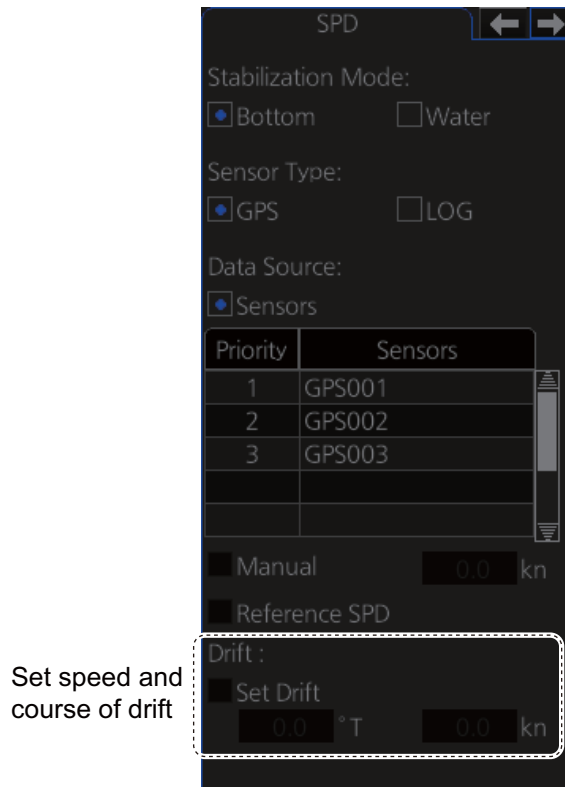 SPD
Stabilization Mode:
Bottom Water
Sensor Type:
GPS LOG
Data Source:
Sensors
Priority Sensors
1 GPS001
2 GPS002
3 GPS003
Manual 0.0 kn
Reference SPD
Drift :
Set Drift
0.0 °T 0.0 kn
Set speed and
course of drift